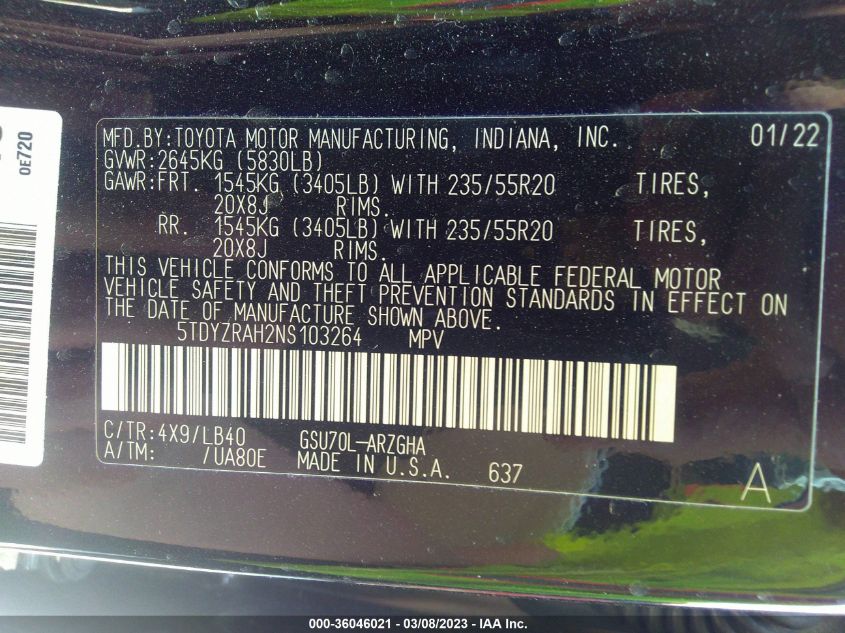 0E720
MFD.BY:TOYOTA MOTOR MANUFACTURING, INDIANA, INC. 01/22
GVWR:2645KG (5830LB)
GAWR:FRT. 1545KG (3405LB) WITH 235/55R20 TIRES,
20X8J RIMS.
RR. 1545KG (3405LB) WITH 235/55R20 TIRES,
20X8J RIMS.
THIS VEHICLE CONFORMS TO ALL APPLICABLE FEDERAL MOTOR
VEHICLE SAFETY AND THEFT PREVENTION STANDARDS IN EFFECT ON
THE DATE OF MANUFACTURE SHOWN ABOVE.
5TDYZRAH2NS103264 MPV
C/TR:4X9/LB40 GSU70L-ARZGHA
A/TM: /UA80E MADE IN U.S.A. 637
A
000-36046021 — 03/08/2023 — IAA Inc.